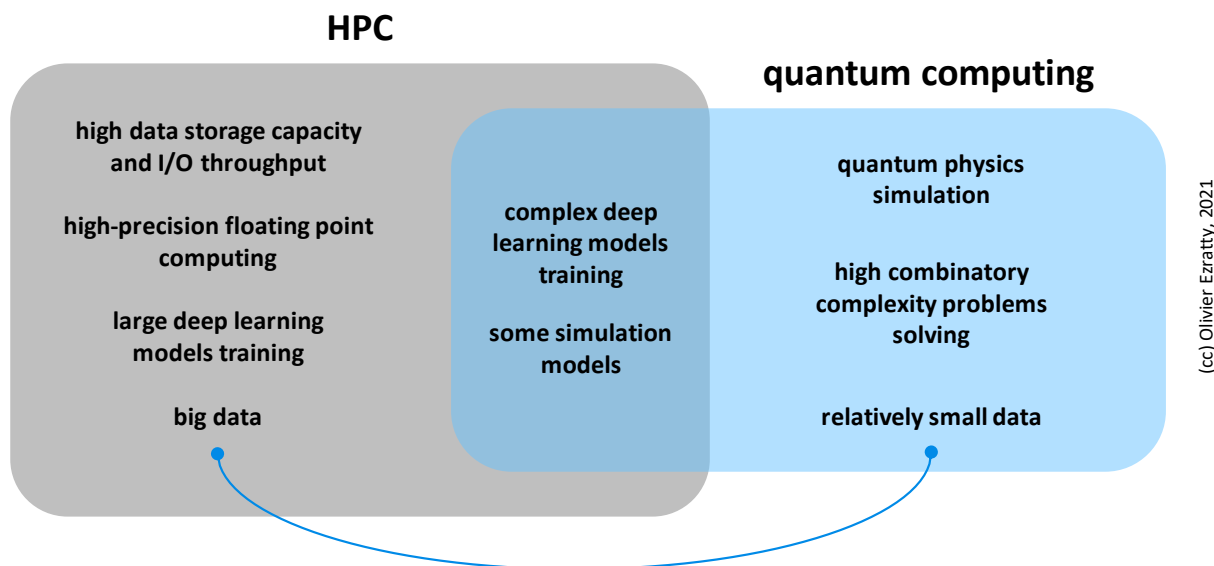 HPC
quantum computing
high data storage capacity
and I/O throughput
high-precision floating point
computing
large deep learning
models training
big data
complex deep
learning models
training
some simulation
models
quantum physics
simulation
high combinatory
complexity problems
solving
relatively small data
(cc) Olivier Ezratty, 2021